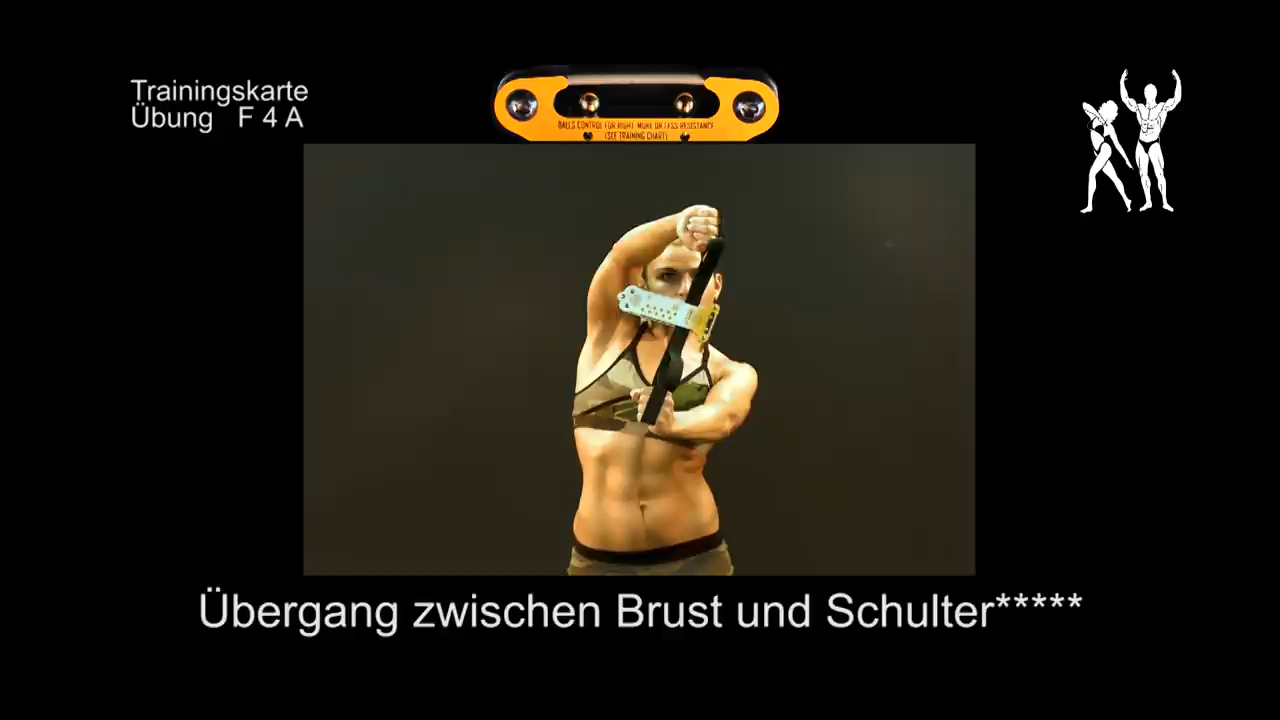 Trainingskarte
Übung F 4 A
BALLS CONTROL FOR RIGHT MORE OR LESS RESISTANCE
(SEE TRAINING CHART)
Übergang zwischen Brust und Schulter*****